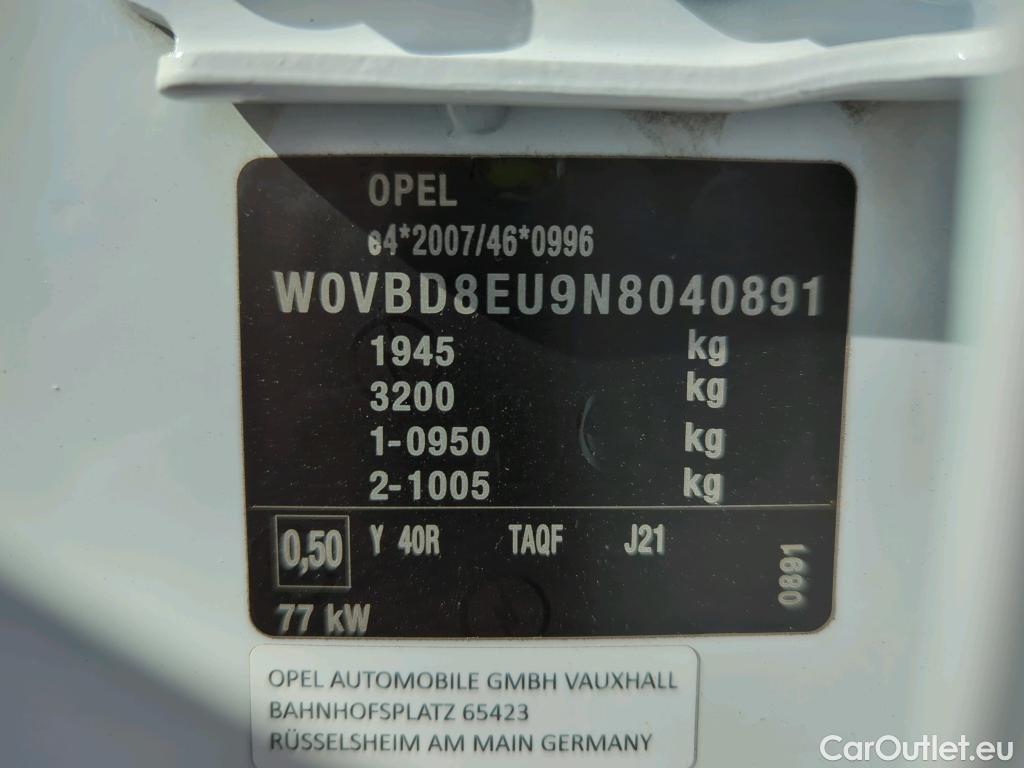 OPEL
e4*2007/46*0996
W0VBD8EU9N8040891
1945 kg
3200 kg
1-0950 kg
2-1005 kg
0,50 Y 40R TAQF J21
0891
77 kW
OPEL AUTOMOBILE GMBH VAUXHALL
BAHNHOFSPLATZ 65423
RÜSSELSHEIM AM MAIN GERMANY
CarOutlet.eu